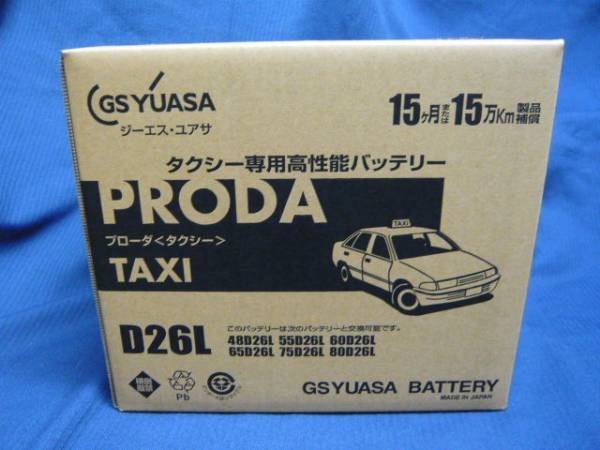 GS YUASA
ジーエス・ユアサ
15ヶ月または15万Km製品補償
タクシー専用高性能バッテリー
PRODA
プローダ<タクシー>
TAXI
TAXI
D26L
このバッテリーは次のバッテリーと交換可能です。
48D26L 55D26L 60D26L
65D26L 75D26L 80D26L
Pb
GSYUASA BATTERY
MADE IN JAPAN